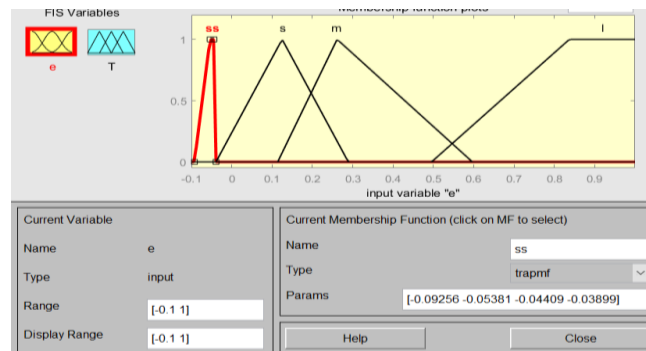 FIS Variables
Membership function plots
e
T
ss
s
m
l
1
0.5
0
-0.1 0 0.1 0.2 0.3 0.4 0.5 0.6 0.7 0.8 0.9
input variable "e"
Current Variable
Name e
Type input
Range [-0.1 1]
Display Range [-0.1 1]
Current Membership Function (click on MF to select)
Name ss
Type trapmf
Params [-0.09256 -0.05381 -0.04409 -0.03899]
Help
Close